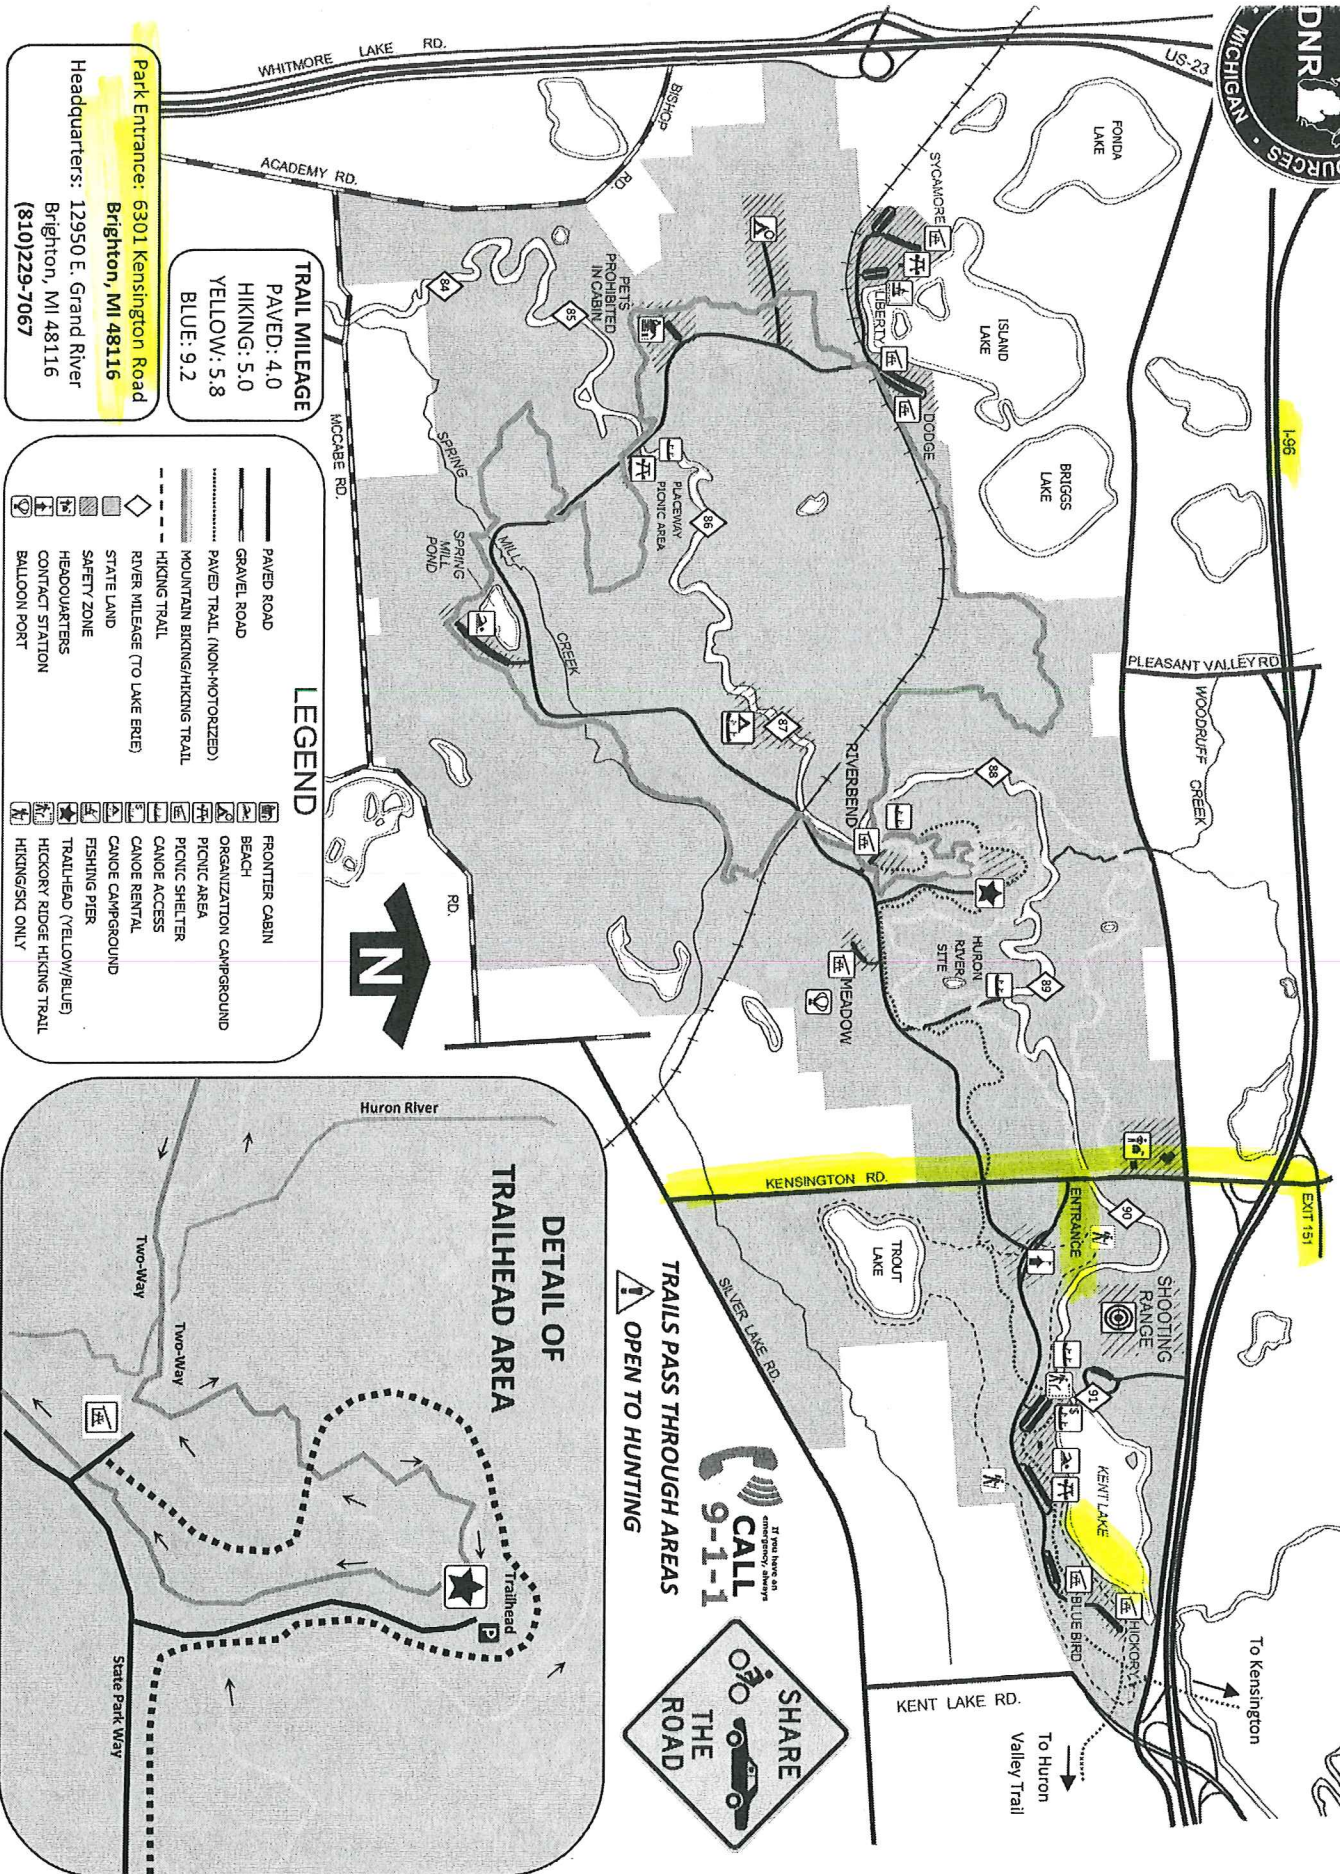 DNR
MICHIGAN
US-23
WHITMORE LAKE RD.
FONDA
LAKE
SYCAMORE
ISLAND
LAKE
LIBERTY
DODGE
BRIGGS
LAKE
I-96
BISHOP
RD.
ACADEMY RD.
PETS
PROHIBITED
IN CABIN
84
85
86
PLACEWAY
PICNIC AREA
SPRING
MILL
CREEK
SPRING
MILL
POND
MCCABE RD.
RD.
87
88
89
PLEASANT VALLEY RD
WOODRUFF CREEK
RIVERBEND
HURON
RIVER
SITE
MEADOW
KENSINGTON RD.
EXIT 151
ENTRANCE
90
SHOOTING
RANGE
TROUT
LAKE
91
$
KENT LAKE
BLUE BIRD
HICKORY
SILVER LAKE RD.
KENT LAKE RD.
To Kensington
To Huron
Valley Trail
TRAILS PASS THROUGH AREAS
! OPEN TO HUNTING
If you have an
emergency, always
CALL
9-1-1
SHARE
THE
ROAD
N
TRAIL MILEAGE
PAVED: 4.0
HIKING: 5.0
YELLOW: 5.8
BLUE: 9.2
Park Entrance: 6301 Kensington Road
Brighton, MI 48116
Headquarters: 12950 E. Grand River
Brighton, MI 48116
(810)229-7067
LEGEND
PAVED ROAD
GRAVEL ROAD
PAVED TRAIL (NON-MOTORIZED)
MOUNTAIN BIKING/HIKING TRAIL
HIKING TRAIL
RIVER MILEAGE (TO LAKE ERIE)
STATE LAND
SAFETY ZONE
HEADQUARTERS
CONTACT STATION
BALLOON PORT
FRONTIER CABIN
BEACH
ORGANIZATION CAMPGROUND
PICNIC AREA
PICNIC SHELTER
CANOE ACCESS
CANOE RENTAL
CANOE CAMPGROUND
FISHING PIER
TRAILHEAD (YELLOW/BLUE)
HICKORY RIDGE HIKING TRAIL
HIKING/SKI ONLY
DETAIL OF
TRAILHEAD AREA
Huron River
Two-Way
Two-Way
Trailhead
P
State Park Way